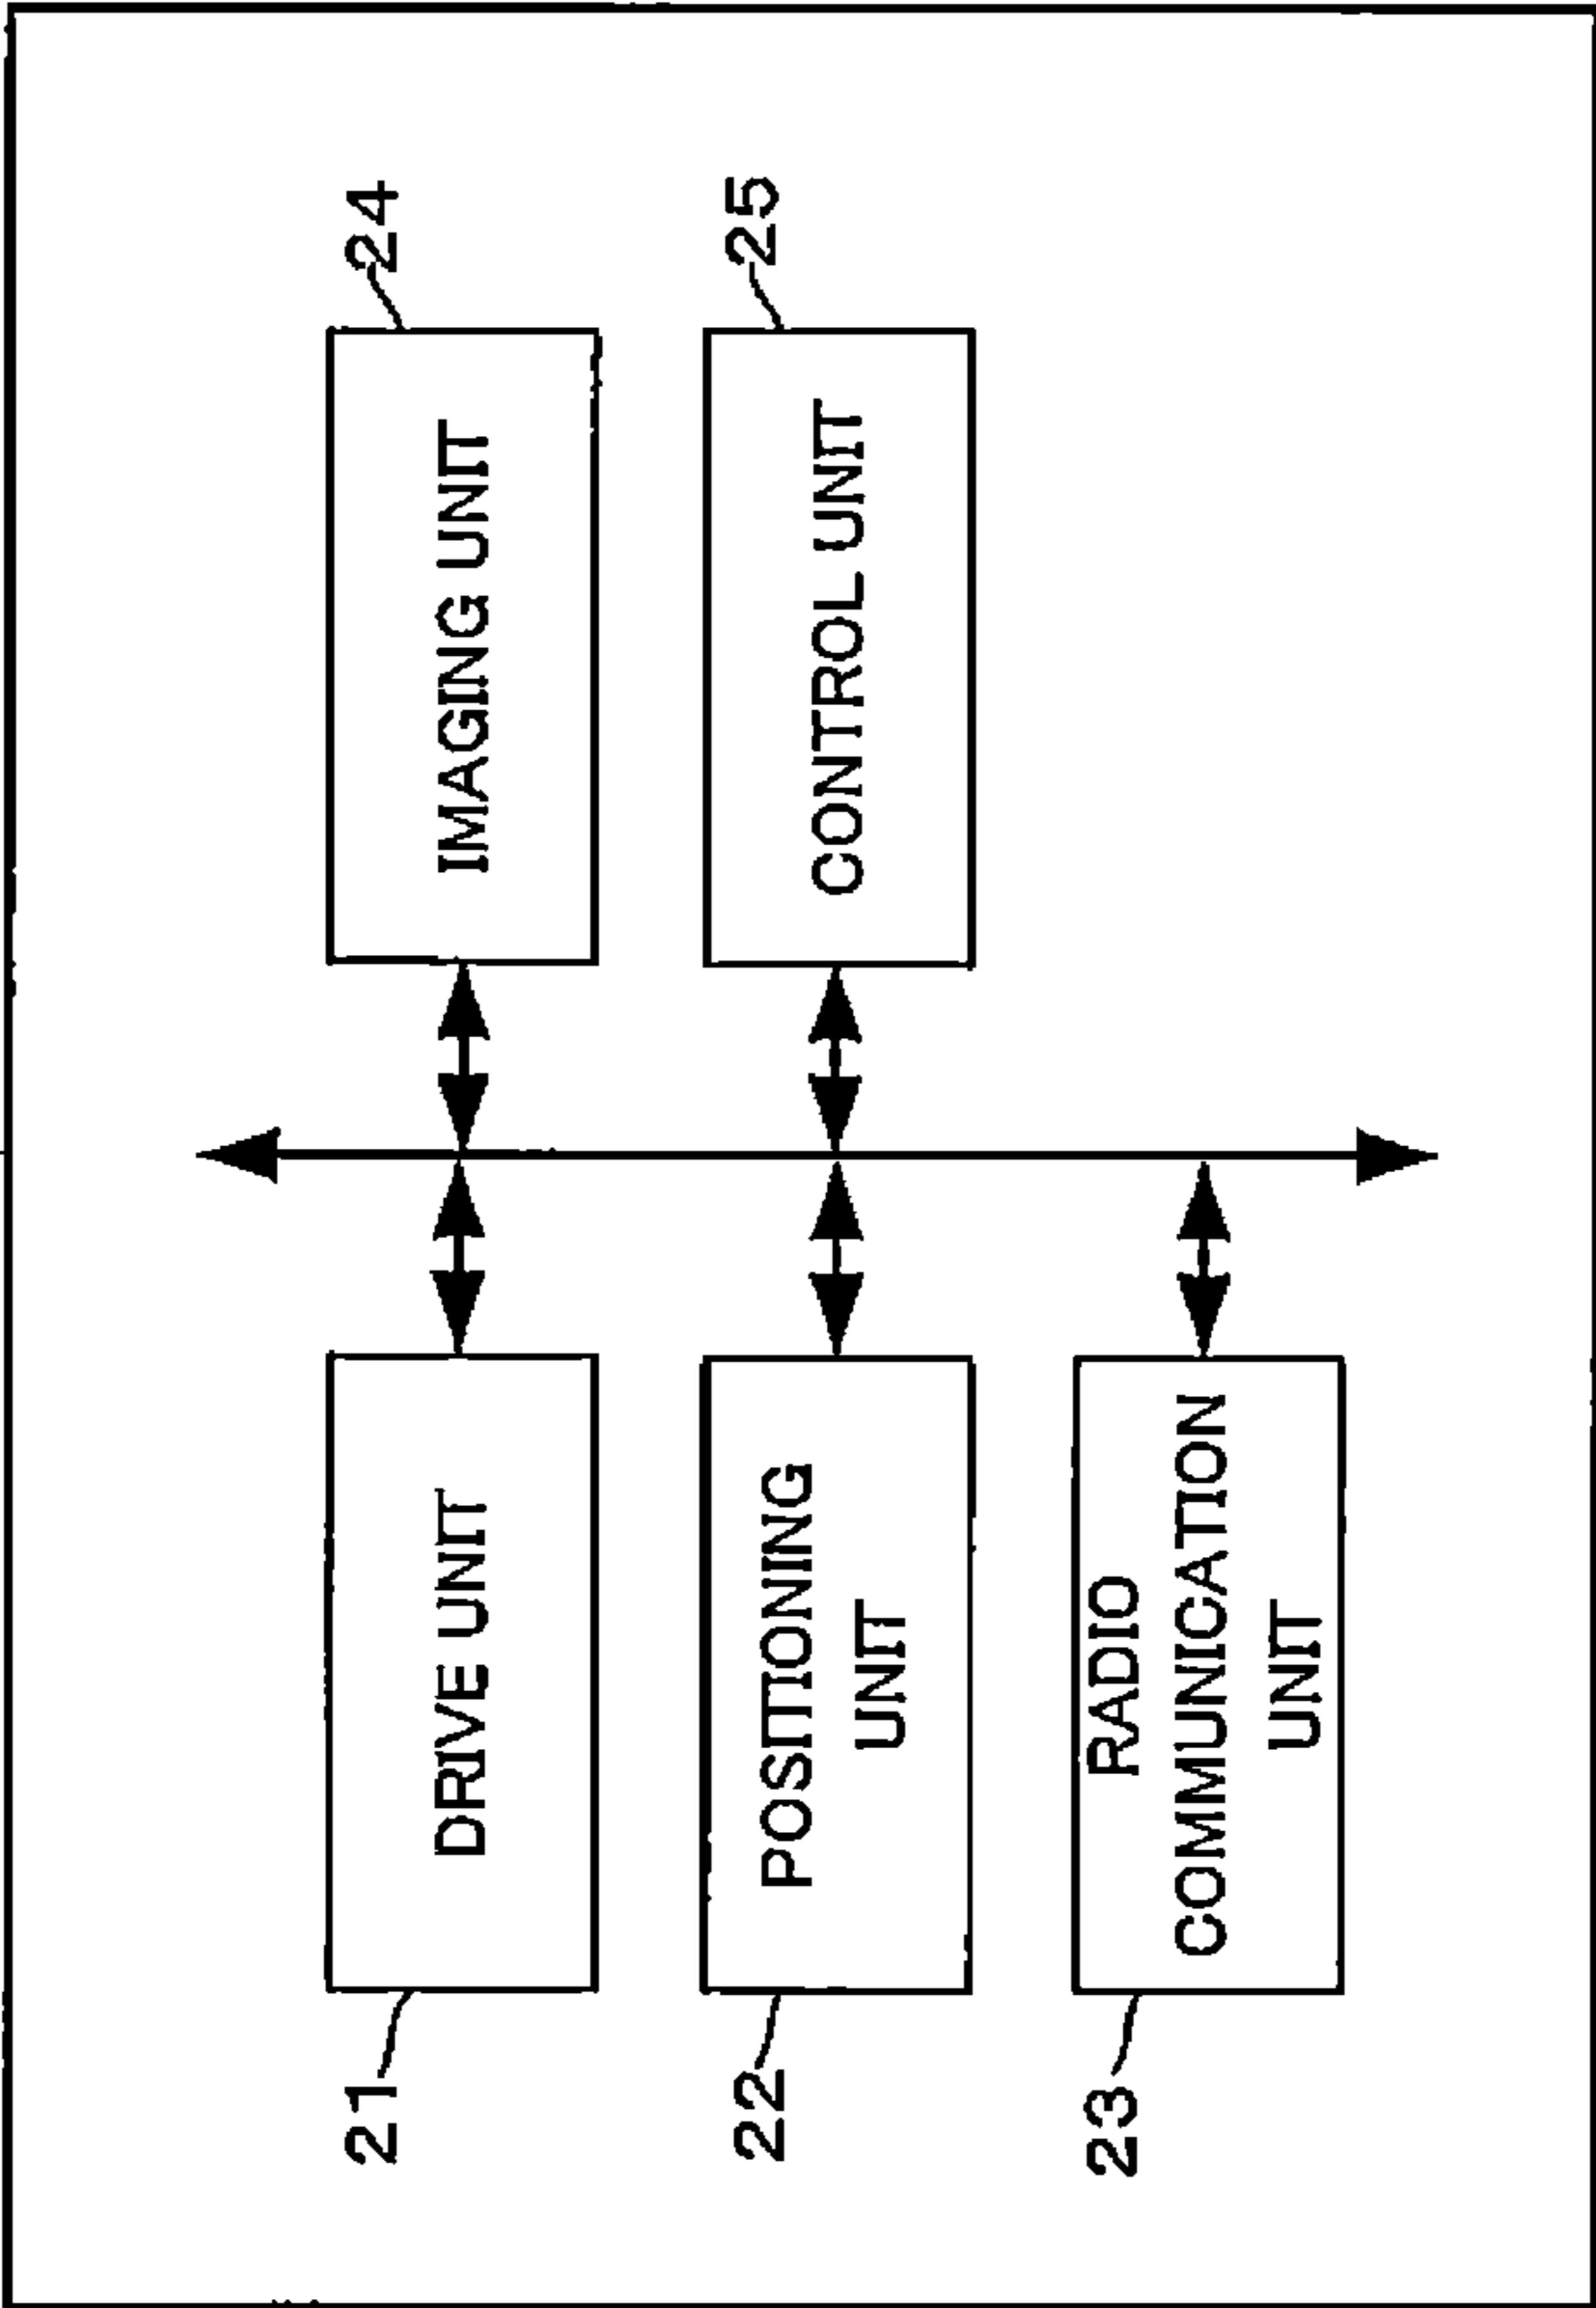 21
DRIVE UNIT
IMAGING UNIT
24
22
POSITIONING
UNIT
CONTROL UNIT
25
23
RADIO
COMMUNICATION
UNIT